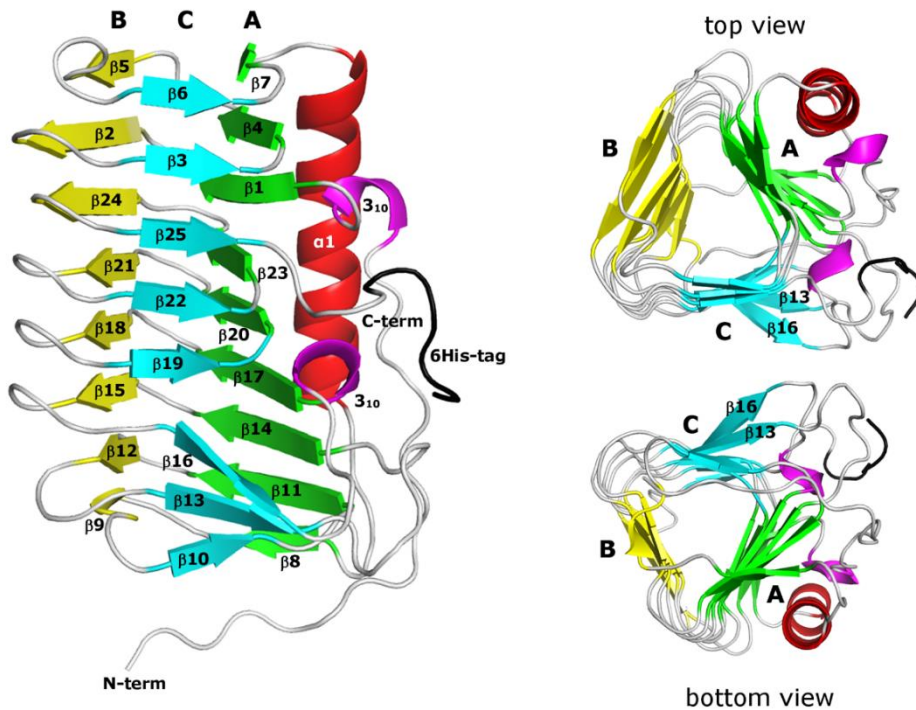 B C A
β5
β7
β6
β4
β2
β3
β1
3₁₀
β24
α1
β25
β23
β21
β22
C-term
β20
6His-tag
β18
β19
β17
3₁₀
β15
β14
β12
β16
β11
β13
β9
β10
β8
N-term
top view
B
A
C
β13
β16
β16
C
β13
B
A
bottom view